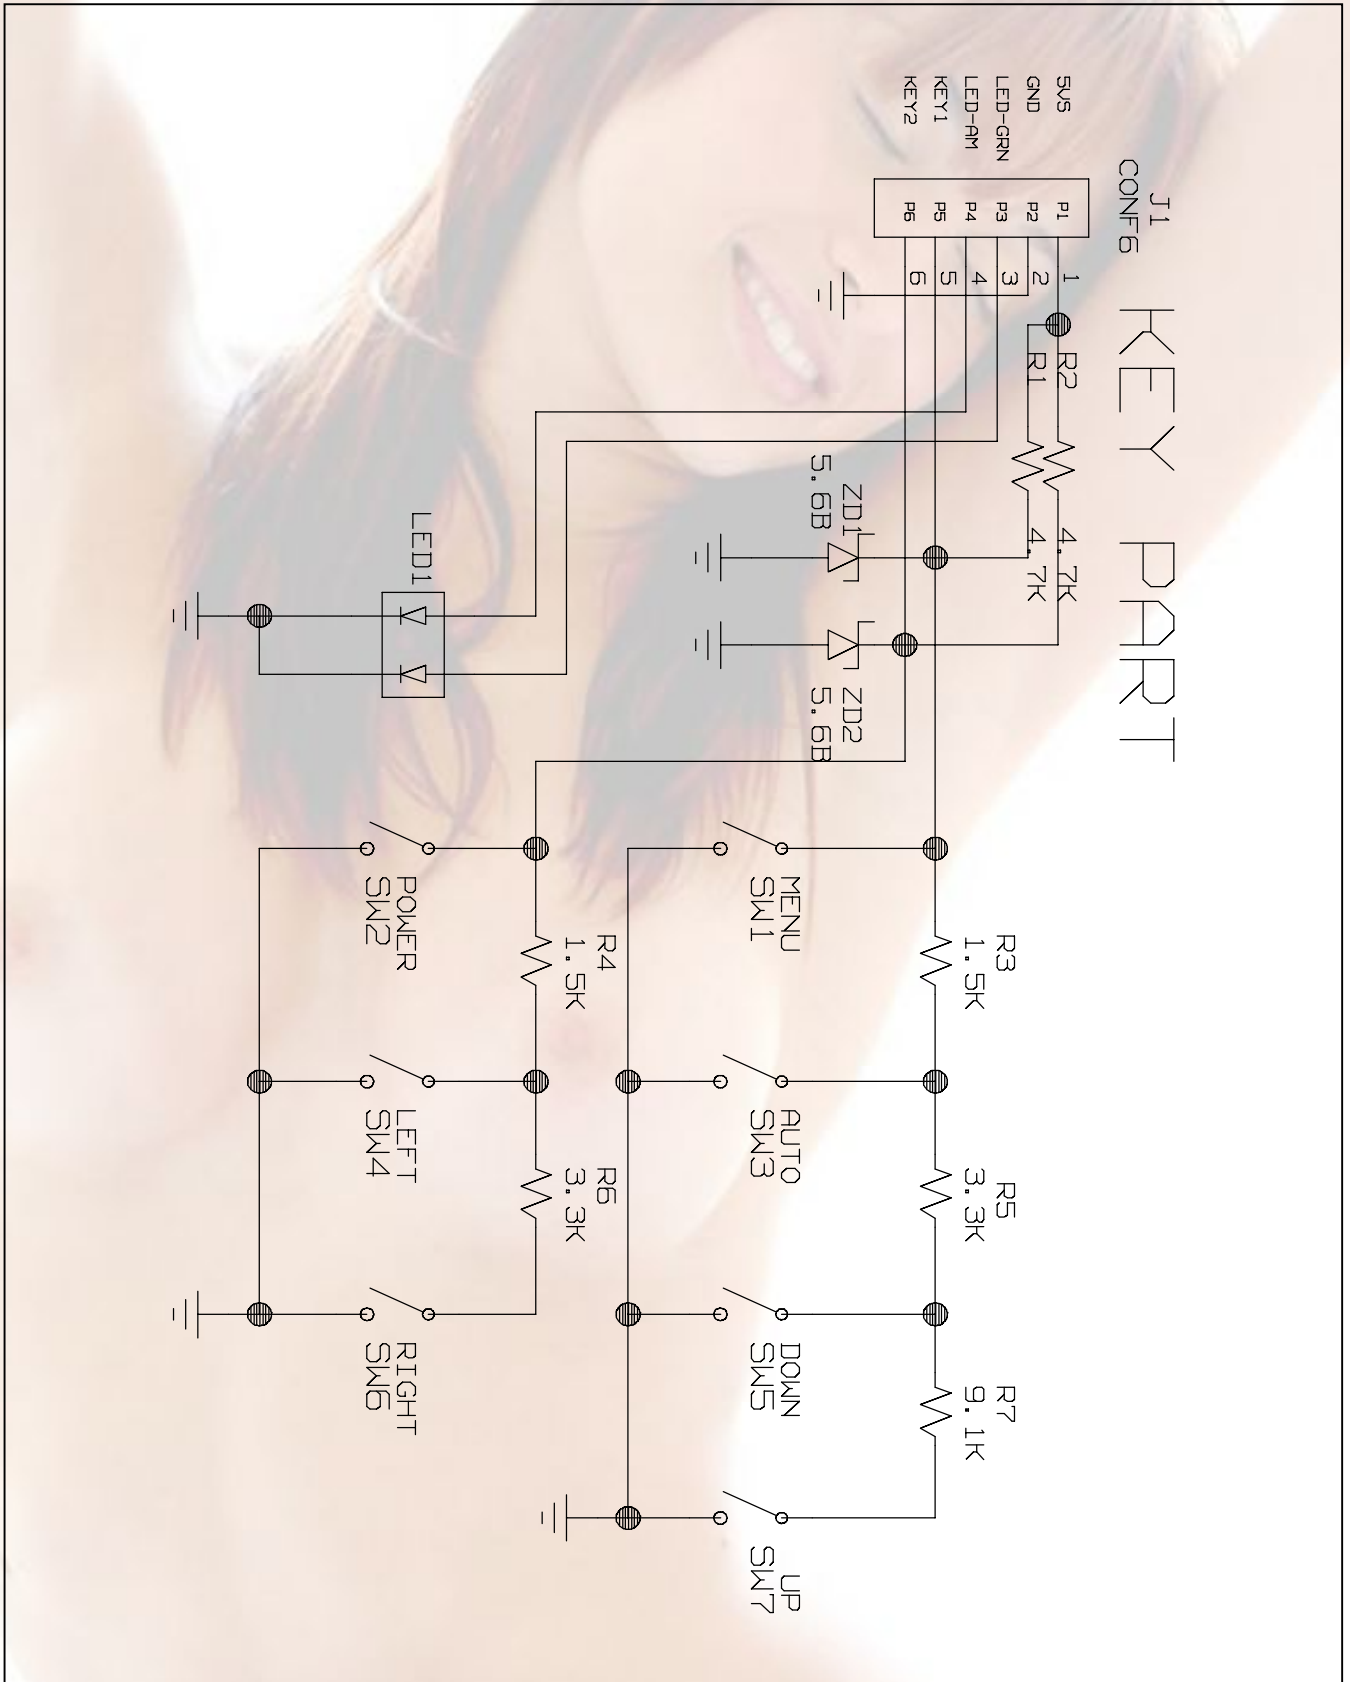 KEY PART
J1
CONF6
5VS
GND
LED-GRN
LED-AM
KEY1
KEY2
P1
P2
P3
P4
P5
P6
1
2
3
4
5
6
R2
4.7K
R1
4.7K
ZD1
5.6B
ZD2
5.6B
LED1
R3
1.5K
R5
3.3K
R7
9.1K
MENU
SW1
AUTO
SW3
DOWN
SW5
UP
SW7
R4
1.5K
R6
3.3K
POWER
SW2
LEFT
SW4
RIGHT
SW6